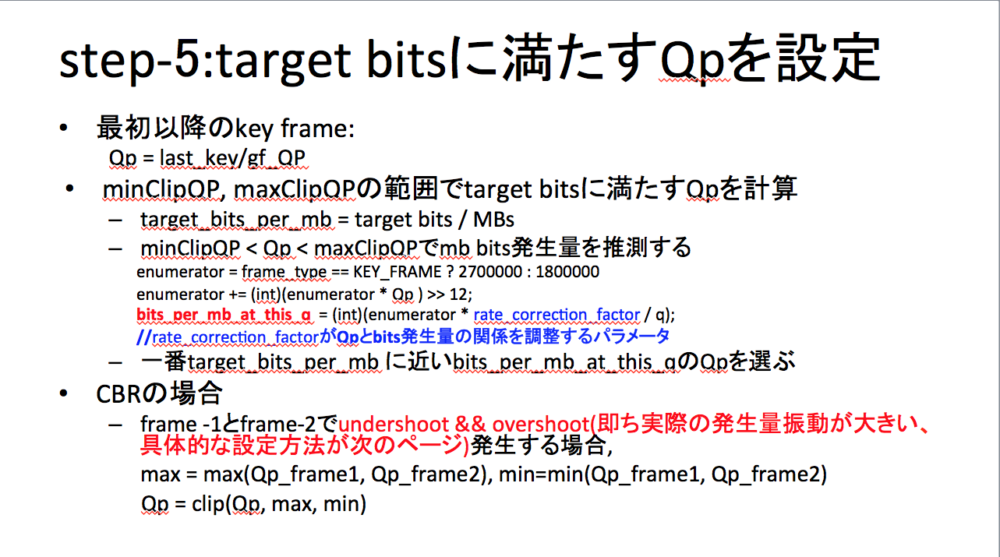 step-5:target bitsに満たすQpを設定
• 最初以降のkey frame:
Qp = last_key/gf_QP
• minClipQP, maxClipQPの範囲でtarget bitsに満たすQpを計算
– target_bits_per_mb = target bits / MBs
– minClipQP < Qp < maxClipQPでmb bits発生量を推測する
enumerator = frame_type == KEY_FRAME ? 2700000 : 1800000
enumerator += (int)(enumerator * Qp ) >> 12;
bits_per_mb_at_this_q = (int)(enumerator * rate_correction_factor / q);
//rate_correction_factorがQpとbits発生量の関係を調整するパラメータ
– 一番target_bits_per_mb に近いbits_per_mb_at_this_qのQpを選ぶ
• CBRの場合
– frame -1とframe-2でundershoot && overshoot(即ち実際の発生量振動が大きい、
具体的な設定方法が次のページ)発生する場合,
max = max(Qp_frame1, Qp_frame2), min=min(Qp_frame1, Qp_frame2)
Qp = clip(Qp, max, min)